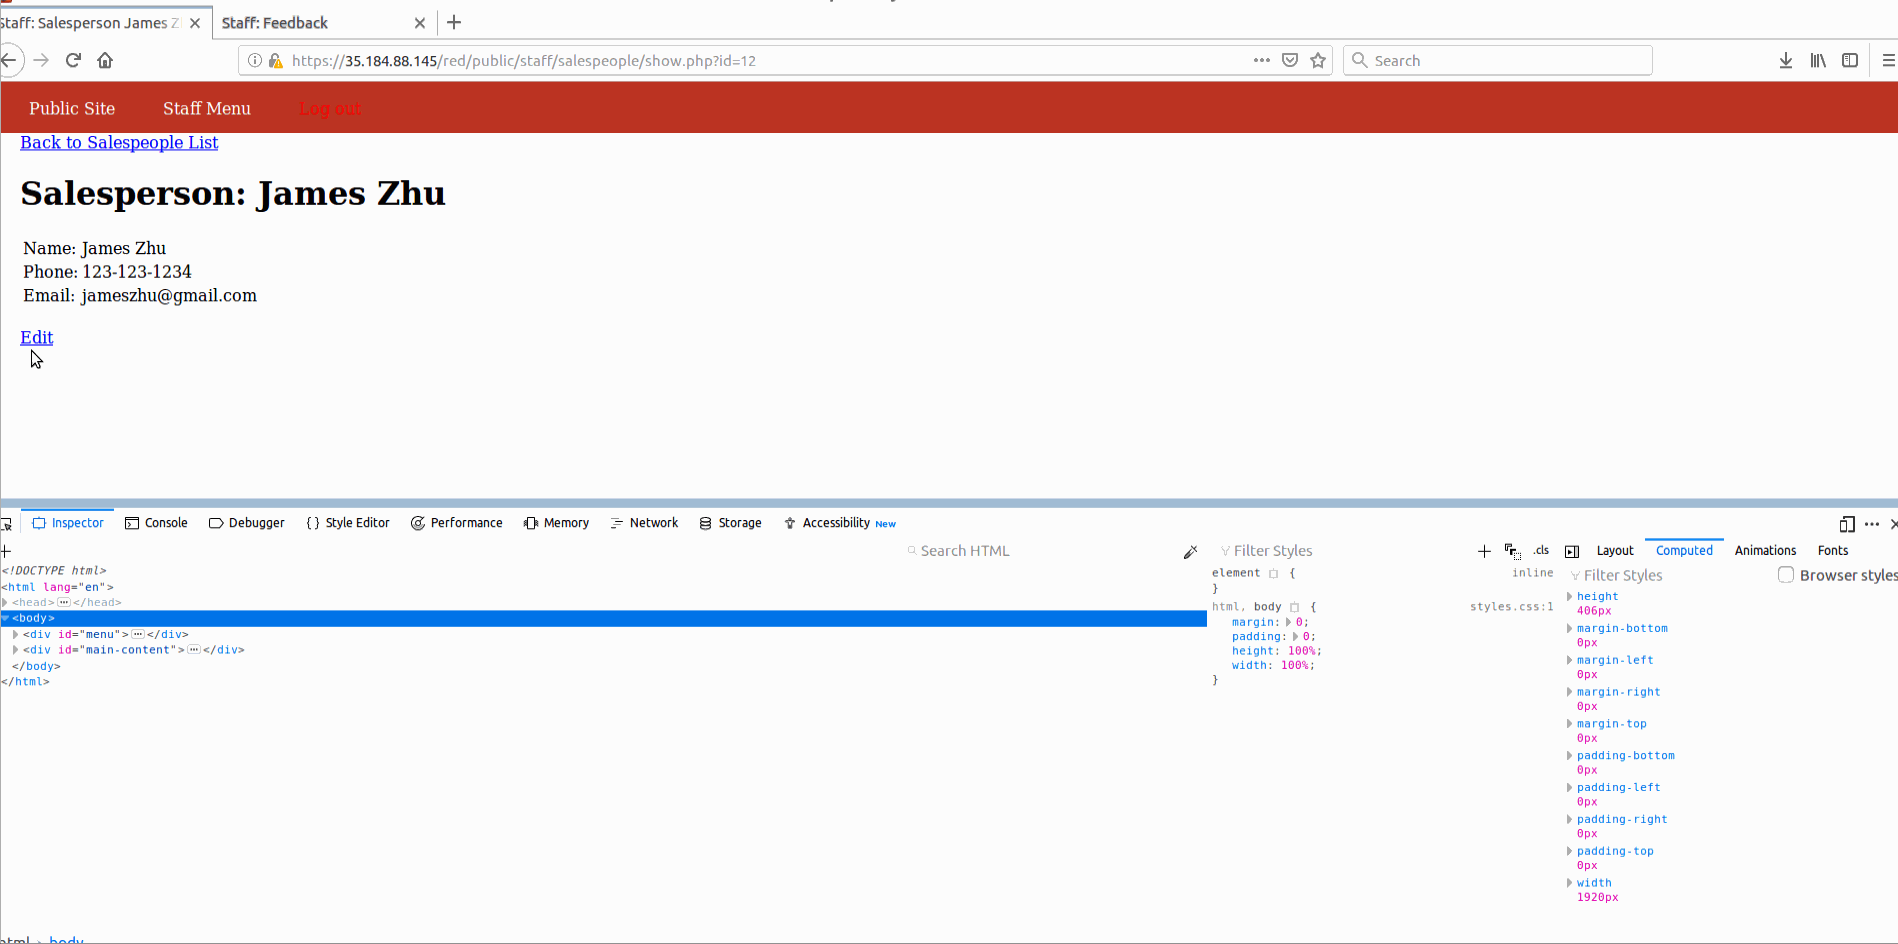 Staff: Salesperson James Z
Staff: Feedback
https://35.184.88.145/red/public/staff/salespeople/show.php?id=12
Search
Public Site Staff Menu Log out
Back to Salespeople List
Salesperson: James Zhu
Name: James Zhu
Phone: 123-123-1234
Email: jameszhu@gmail.com
Edit
Inspector Console Debugger { } Style Editor Performance Memory Network Storage Accessibility New
+ Search HTML
<!DOCTYPE html>
<html lang="en">
<head>…</head>
<body>
<div id="menu">…</div>
<div id="main-content">…</div>
</body>
</html>
html > body
Filter Styles + .cls
element { inline
}
html, body { styles.css:1
margin: 0;
padding: 0;
height: 100%;
width: 100%;
}
Layout Computed Animations Fonts
Filter Styles Browser styles
height
406px
margin-bottom
0px
margin-left
0px
margin-right
0px
margin-top
0px
padding-bottom
0px
padding-left
0px
padding-right
0px
padding-top
0px
width
1920px